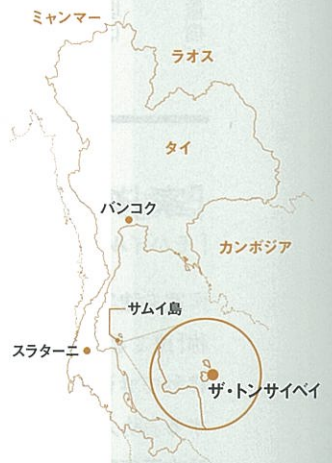 ミャンマー
ラオス
タイ
バンコク
カンボジア
サムイ島
スラターニ
ザ・トンサイベイ